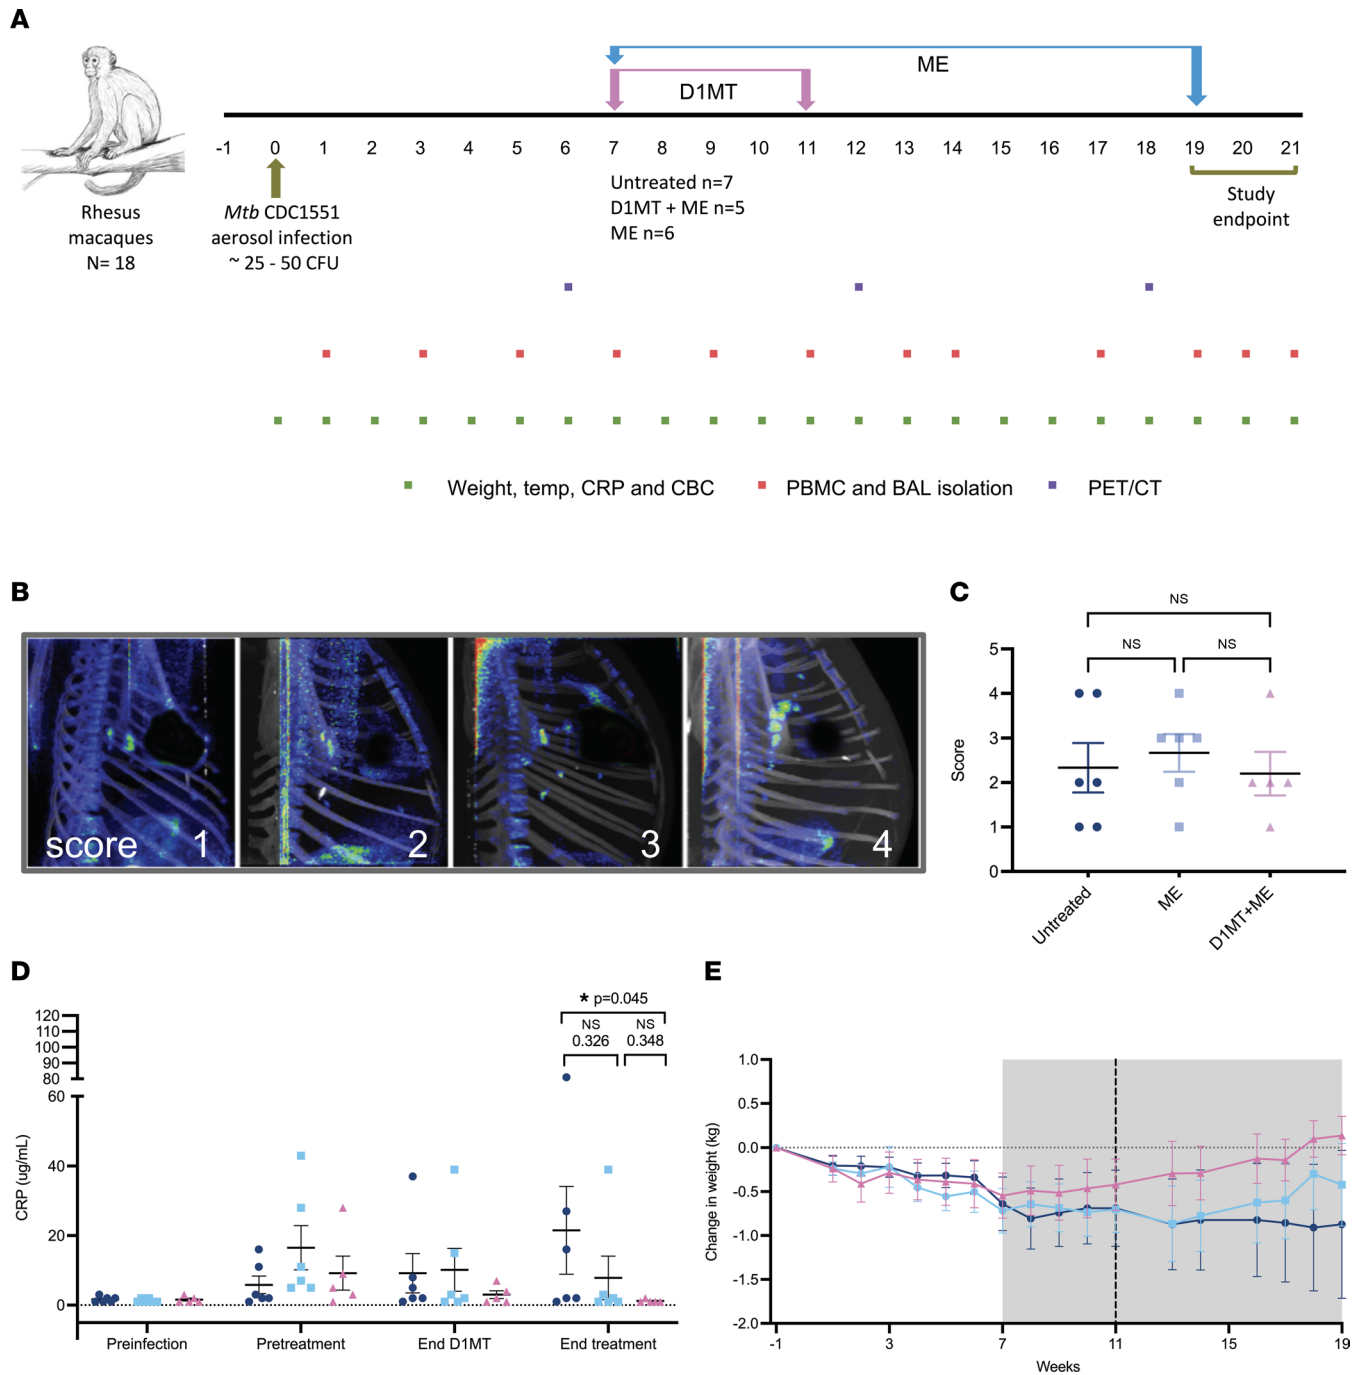 A
ME
D1MT
-1 0 1 2 3 4 5 6 7 8 9 10 11 12 13 14 15 16 17 18 19 20 21
Rhesus
macaques
N= 18
Mtb CDC1551
aerosol infection
~ 25 - 50 CFU
Untreated n=7
D1MT + ME n=5
ME n=6
Study
endpoint
Weight, temp, CRP and CBC
PBMC and BAL isolation
PET/CT
B
score 1
2
3
4
C
NS
NS
NS
Score
5
4
3
2
1
0
Untreated
ME
D1MT+ME
D
* p=0.045
NS
0.326
NS
0.348
CRP (ug/mL)
120
110
100
90
80
60
40
20
0
Preinfection
Pretreatment
End D1MT
End treatment
E
Change in weight (kg)
1.0
0.5
0.0
-0.5
-1.0
-1.5
-2.0
-1 3 7 11 15 19
Weeks